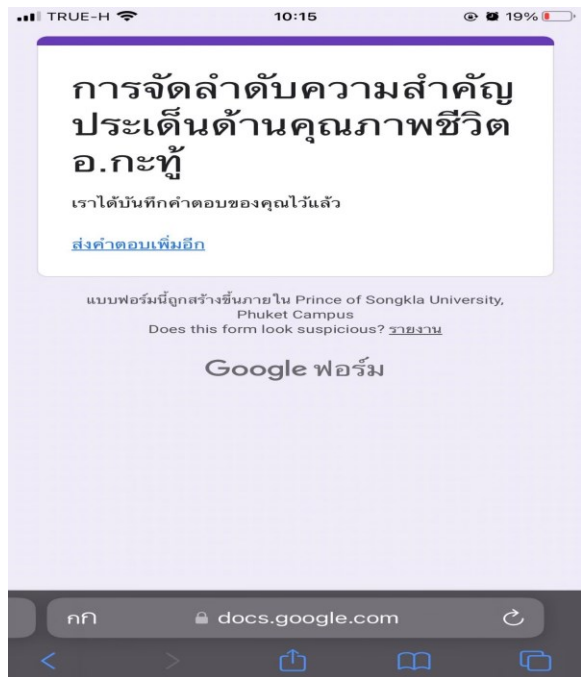 TRUE-H
10:15
19%
การจัดลำดับความสำคัญ
ประเด็นด้านคุณภาพชีวิต
อ.กะทู้
เราได้บันทึกคำตอบของคุณไว้แล้ว
ส่งคำตอบเพิ่มอีก
แบบฟอร์มนี้ถูกสร้างขึ้นภายใน Prince of Songkla University,
Phuket Campus
Does this form look suspicious? รายงาน
Google ฟอร์ม
กก
docs.google.com